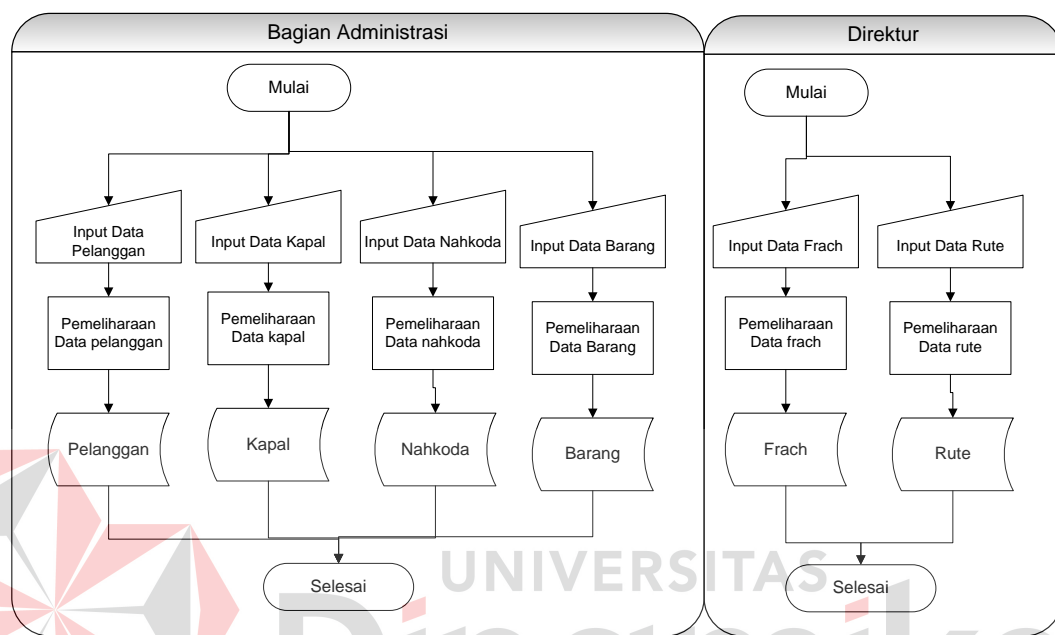 Bagian Administrasi
Direktur
Mulai
Mulai
Input Data
Pelanggan
Input Data Kapal
Input Data Nahkoda
Input Data Barang
Input Data Frach
Input Data Rute
Pemeliharaan
Data pelanggan
Pemeliharaan
Data kapal
Pemeliharaan
Data nahkoda
Pemeliharaan
Data Barang
Pemeliharaan
Data frach
Pemeliharaan
Data rute
Pelanggan
Kapal
Nahkoda
Barang
Frach
Rute
Selesai
Selesai
UNIVERSITAS